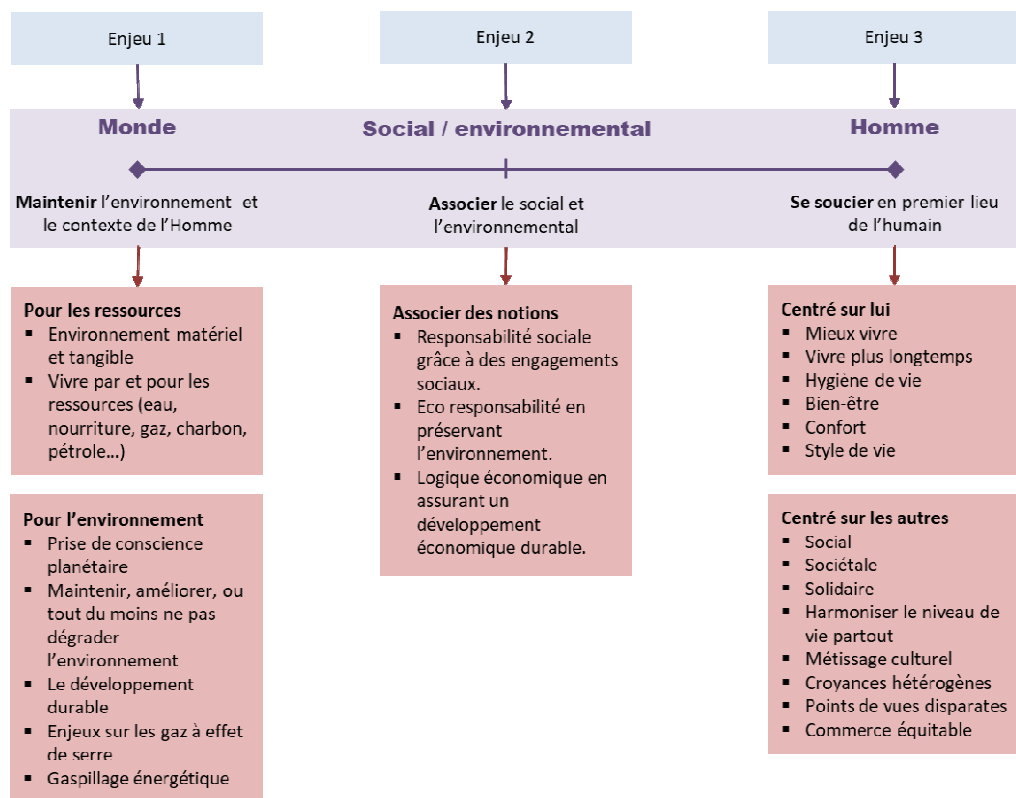 Enjeu 1
Enjeu 2
Enjeu 3
Monde
Social / environnemental
Homme
Maintenir l’environnement et
le contexte de l’Homme
Associer le social et
l’environnemental
Se soucier en premier lieu
de l’humain
Pour les ressources
▪ Environnement matériel
et tangible
▪ Vivre par et pour les
ressources (eau,
nourriture, gaz, charbon,
pétrole…)
Pour l’environnement
▪ Prise de conscience
planétaire
▪ Maintenir, améliorer, ou
tout du moins ne pas
dégrader
l’environnement
▪ Le développement
durable
▪ Enjeux sur les gaz à effet
de serre
▪ Gaspillage énergétique
Associer des notions
▪ Responsabilité sociale
grâce à des engagements
sociaux.
▪ Eco responsabilité en
préservant
l’environnement.
▪ Logique économique en
assurant un
développement
économique durable.
Centré sur lui
▪ Mieux vivre
▪ Vivre plus longtemps
▪ Hygiène de vie
▪ Bien-être
▪ Confort
▪ Style de vie
Centré sur les autres
▪ Social
▪ Sociétale
▪ Solidaire
▪ Harmoniser le niveau de
vie partout
▪ Métissage culturel
▪ Croyances hétérogènes
▪ Points de vues disparates
▪ Commerce équitable